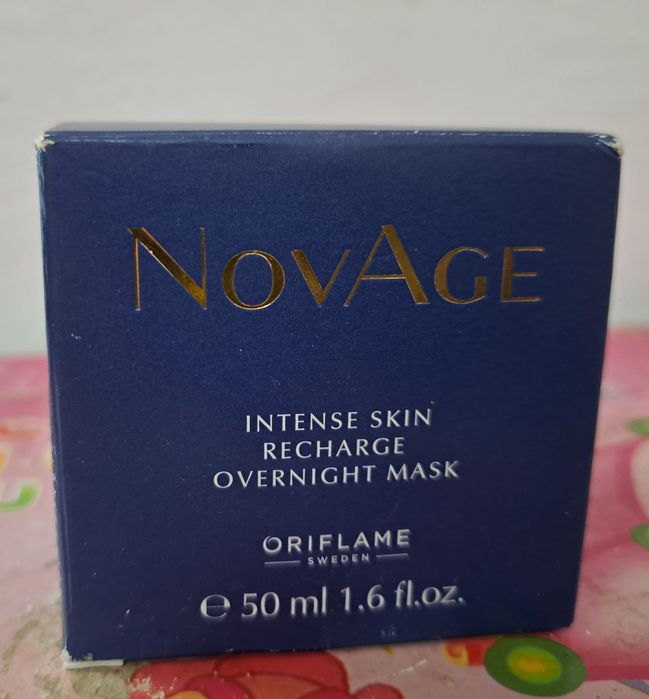 NOVAGE
INTENSE SKIN
RECHARGE
OVERNIGHT MASK
ORIFLAME
SWEDEN
℮ 50 ml 1.6 fl.oz.